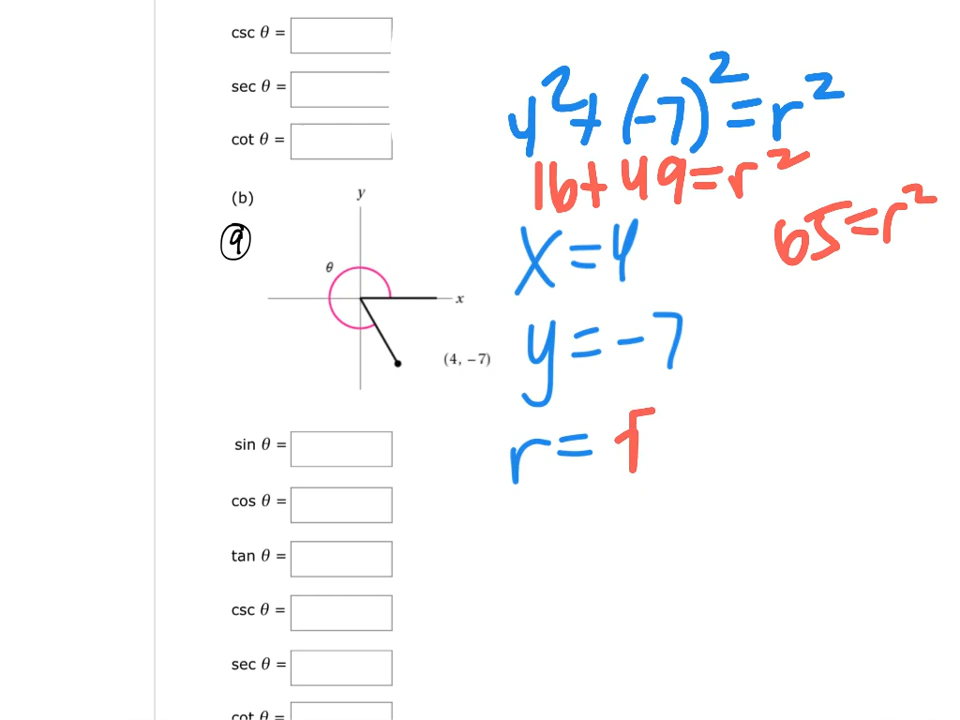 csc θ =
sec θ =
cot θ =
4² + (-7)² = r²
16 + 49 = r²
65 = r²
(b)
9
y
θ
x
(4, −7)
x = 4
y = -7
r = √
sin θ =
cos θ =
tan θ =
csc θ =
sec θ =
cot θ =